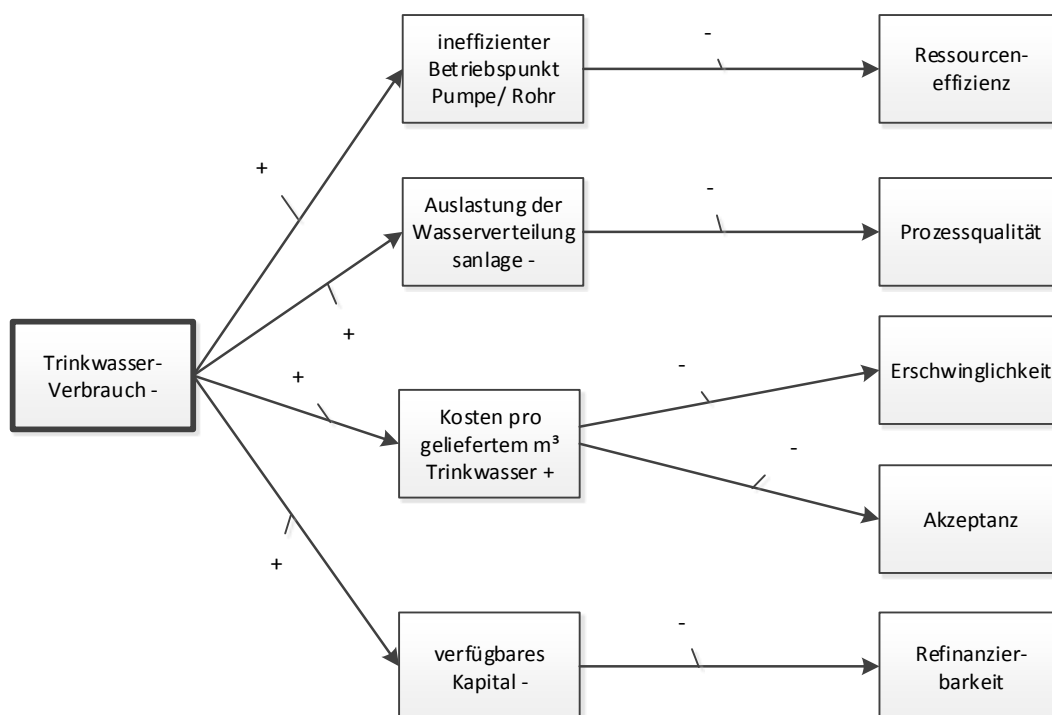 ineffizienter
Betriebspunkt
Pumpe/ Rohr
-
Ressourcen-
effizienz
+
Auslastung der
Wasserverteilung
sanlage -
-
Prozessqualität
+
Trinkwasser-
Verbrauch -
+
Kosten pro
geliefertem m³
Trinkwasser +
-
Erschwinglichkeit
-
Akzeptanz
+
verfügbares
Kapital -
-
Refinanzier-
barkeit